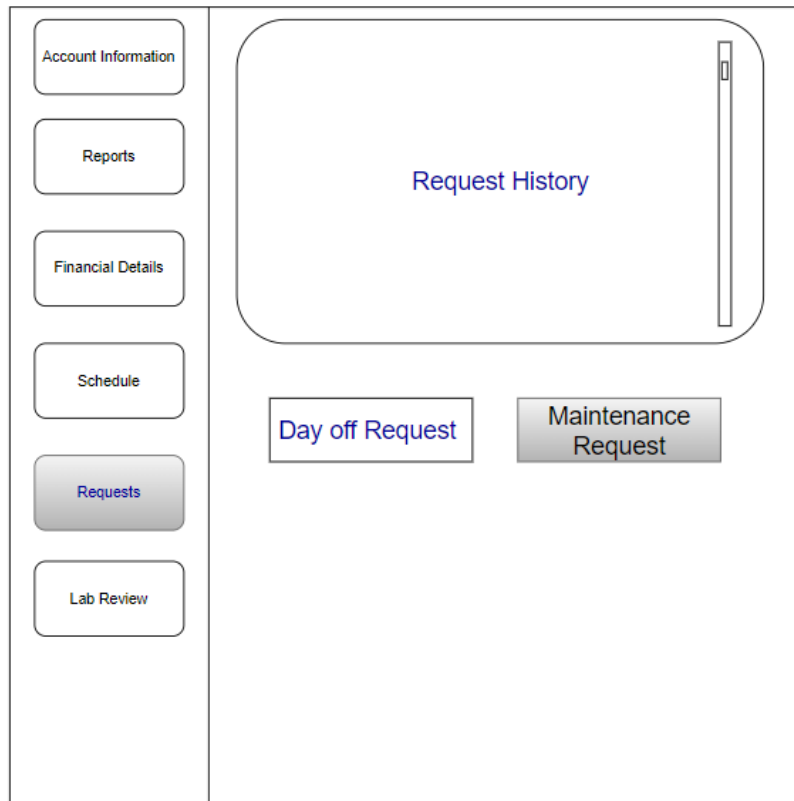 Account Information
Reports
Financial Details
Schedule
Requests
Lab Review
Request History
Day off Request
Maintenance
Request